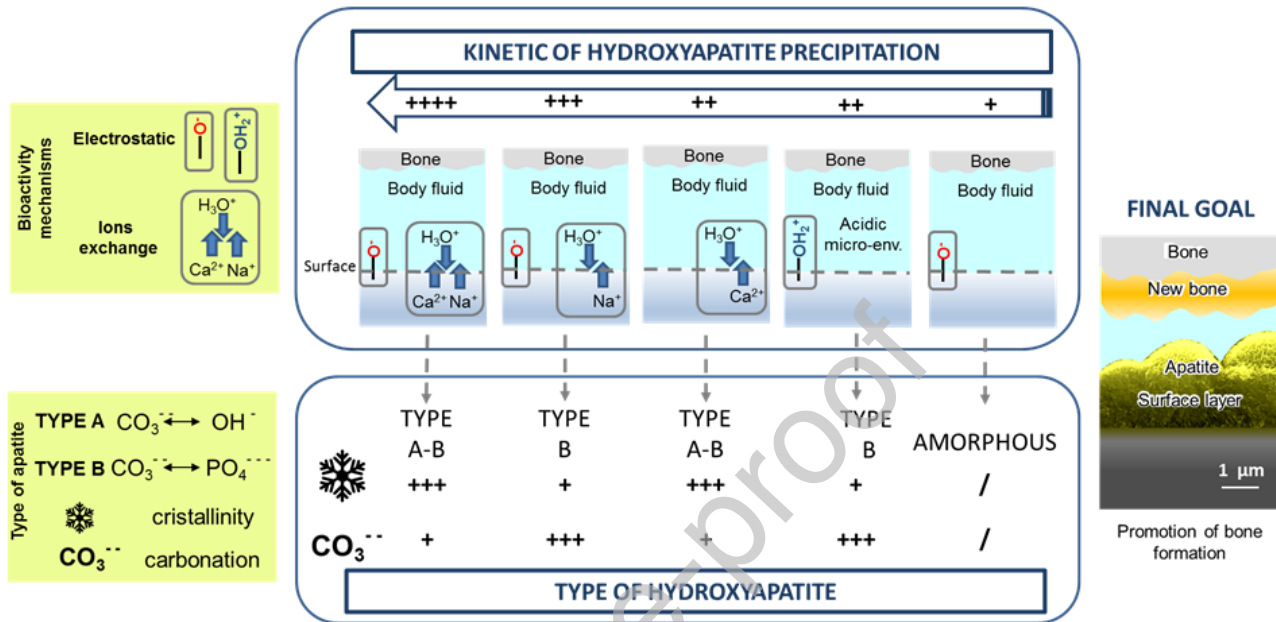 KINETIC OF HYDROXYAPATITE PRECIPITATION
++++ +++ ++ ++ +
Bioactivity mechanisms
Electrostatic
O-
OH2+
Ions exchange
H3O+
Ca2+ Na+
Bone
Body fluid
O-
H3O+
Ca2+ Na+
Bone
Body fluid
O-
H3O+
Na+
Bone
Body fluid
H3O+
Ca2+
Bone
Body fluid
OH2+
Acidic
micro-env.
Bone
Body fluid
O-
Surface
FINAL GOAL
Bone
New bone
Apatite
Surface layer
1 μm
Promotion of bone
formation
Type of apatite
TYPE A CO3-- ↔ OH-
TYPE B CO3-- ↔ PO4---
cristallinity
CO3-- carbonation
TYPE
A-B
TYPE
B
TYPE
A-B
TYPE
B
AMORPHOUS
+++ + +++ + /
CO3-- + +++ + +++ /
TYPE OF HYDROXYAPATITE
e-proof